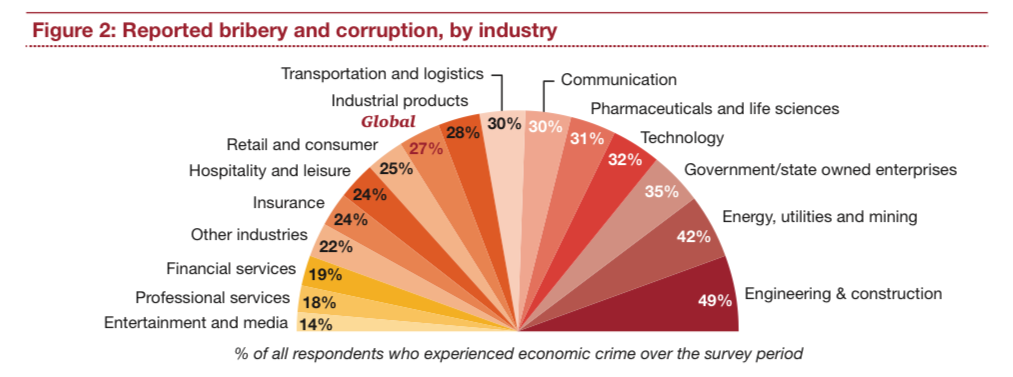 Figure 2: Reported bribery and corruption, by industry
Transportation and logistics
Communication
Industrial products
Pharmaceuticals and life sciences
Global
Technology
Retail and consumer
Government/state owned enterprises
Hospitality and leisure
Insurance
Energy, utilities and mining
Other industries
Financial services
Professional services
Engineering & construction
Entertainment and media
14%
18%
19%
22%
24%
24%
25%
27%
28%
30%
30%
31%
32%
35%
42%
49%
% of all respondents who experienced economic crime over the survey period